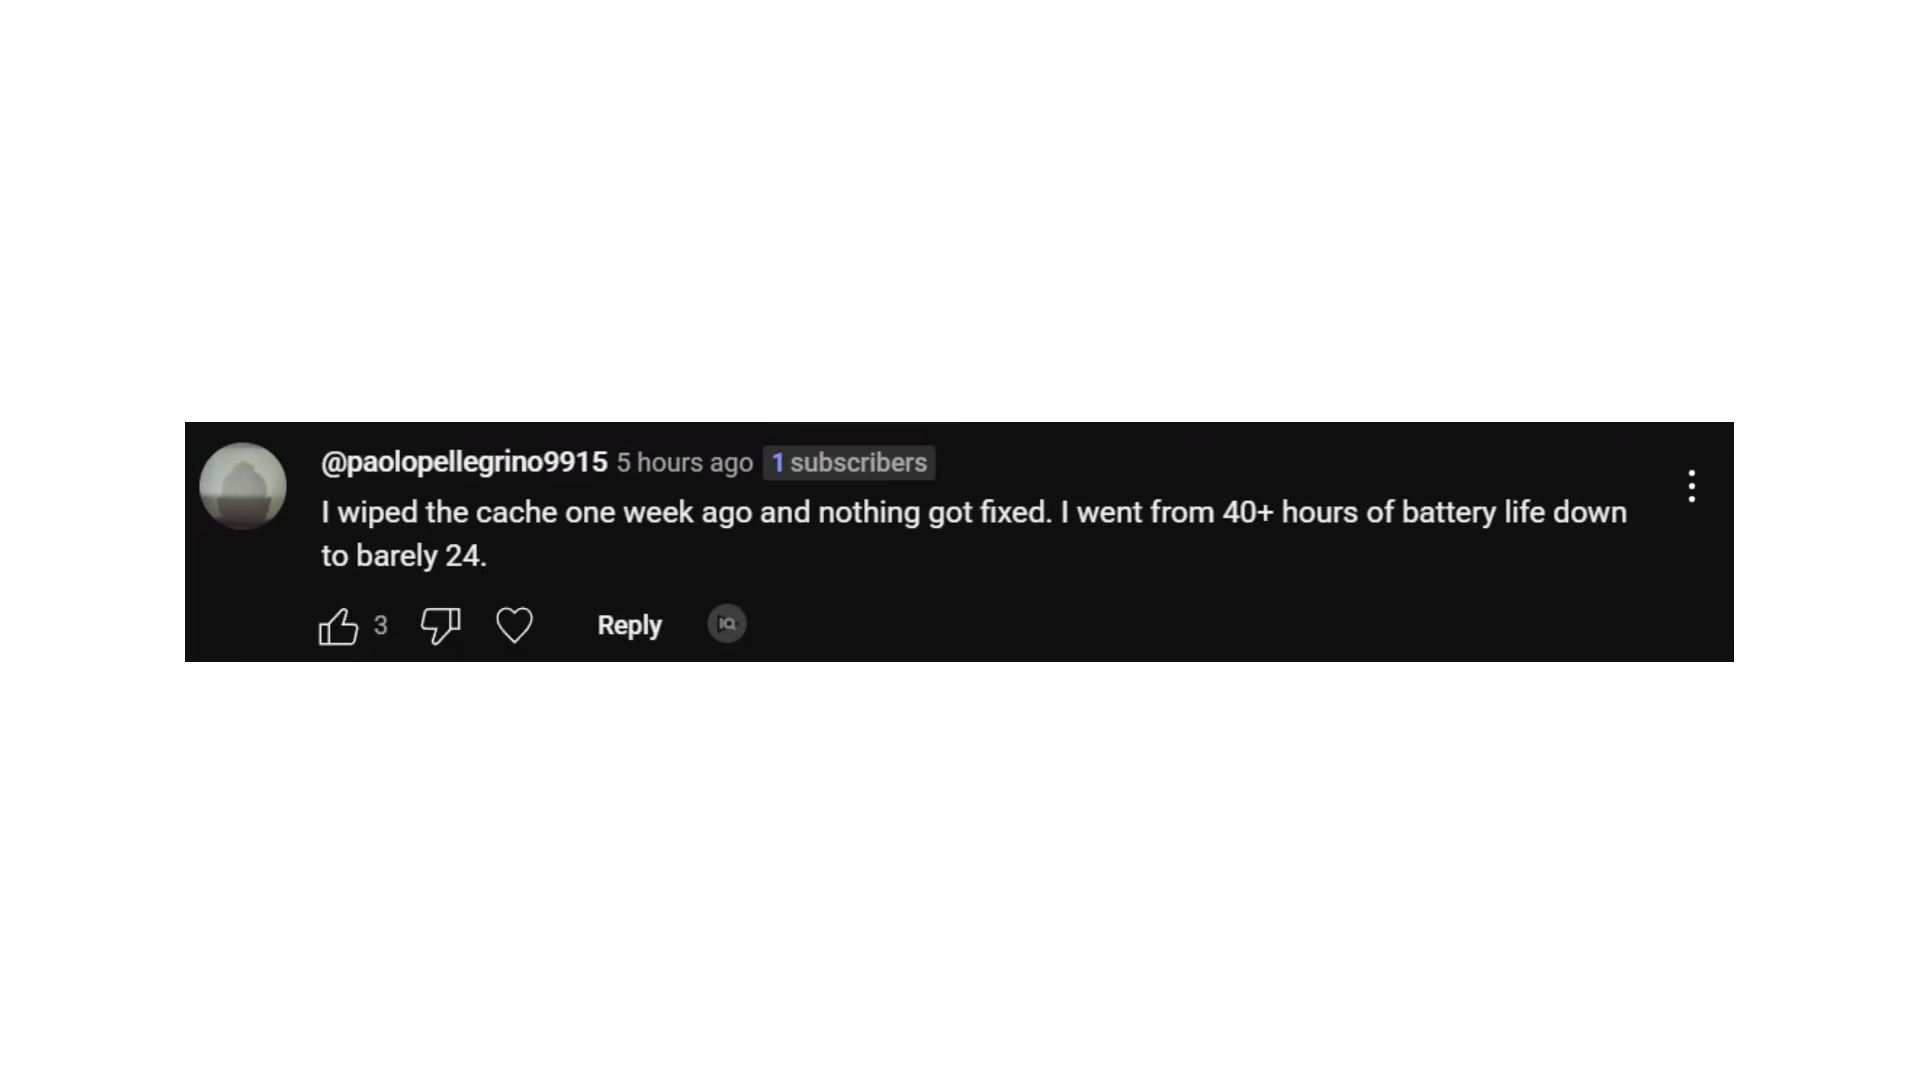 @paolopellegrino9915 5 hours ago 1 subscribers
I wiped the cache one week ago and nothing got fixed. I went from 40+ hours of battery life down
to barely 24.
3 Reply IQ